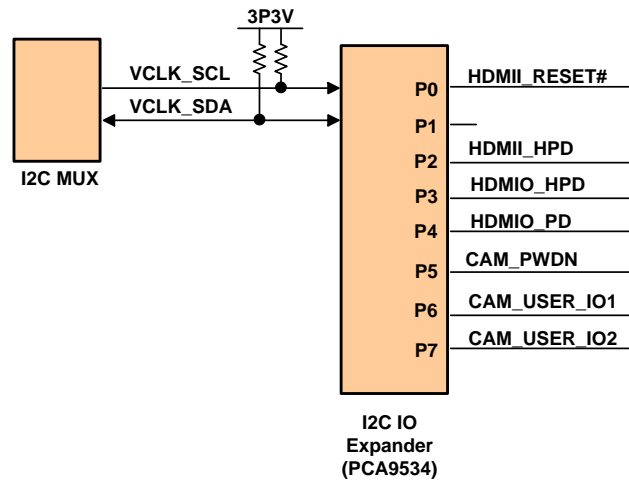 3P3V
VCLK_SCL
VCLK_SDA
I2C MUX
P0
HDMII_RESET#
P1
P2
HDMII_HPD
P3
HDMIO_HPD
P4
HDMIO_PD
P5
CAM_PWDN
P6
CAM_USER_IO1
P7
CAM_USER_IO2
I2C IO
Expander
(PCA9534)